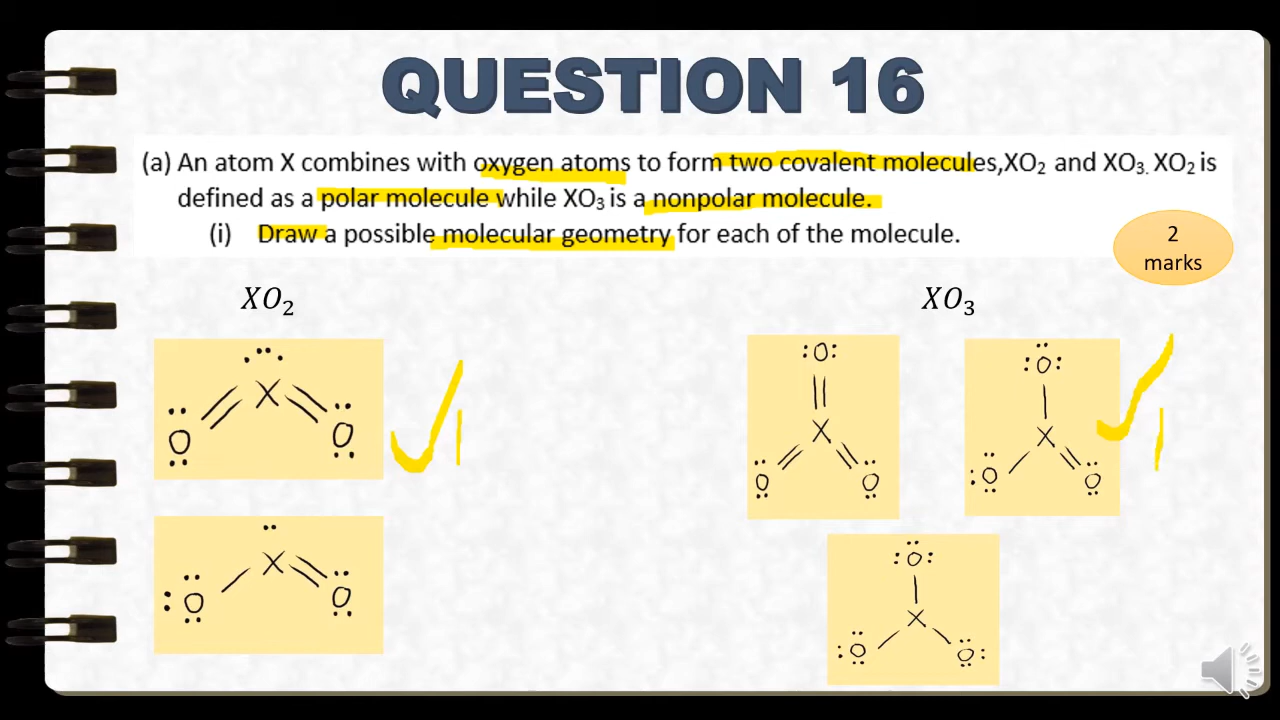 QUESTION 16
(a) An atom X combines with oxygen atoms to form two covalent molecules,XO₂ and XO₃. XO₂ is
defined as a polar molecule while XO₃ is a nonpolar molecule.
(i) Draw a possible molecular geometry for each of the molecule.
2
marks
XO₂
XO₃
X
O
O
1
O
X
O
O
O
X
O
O
1
X
O
O
O
X
O
O